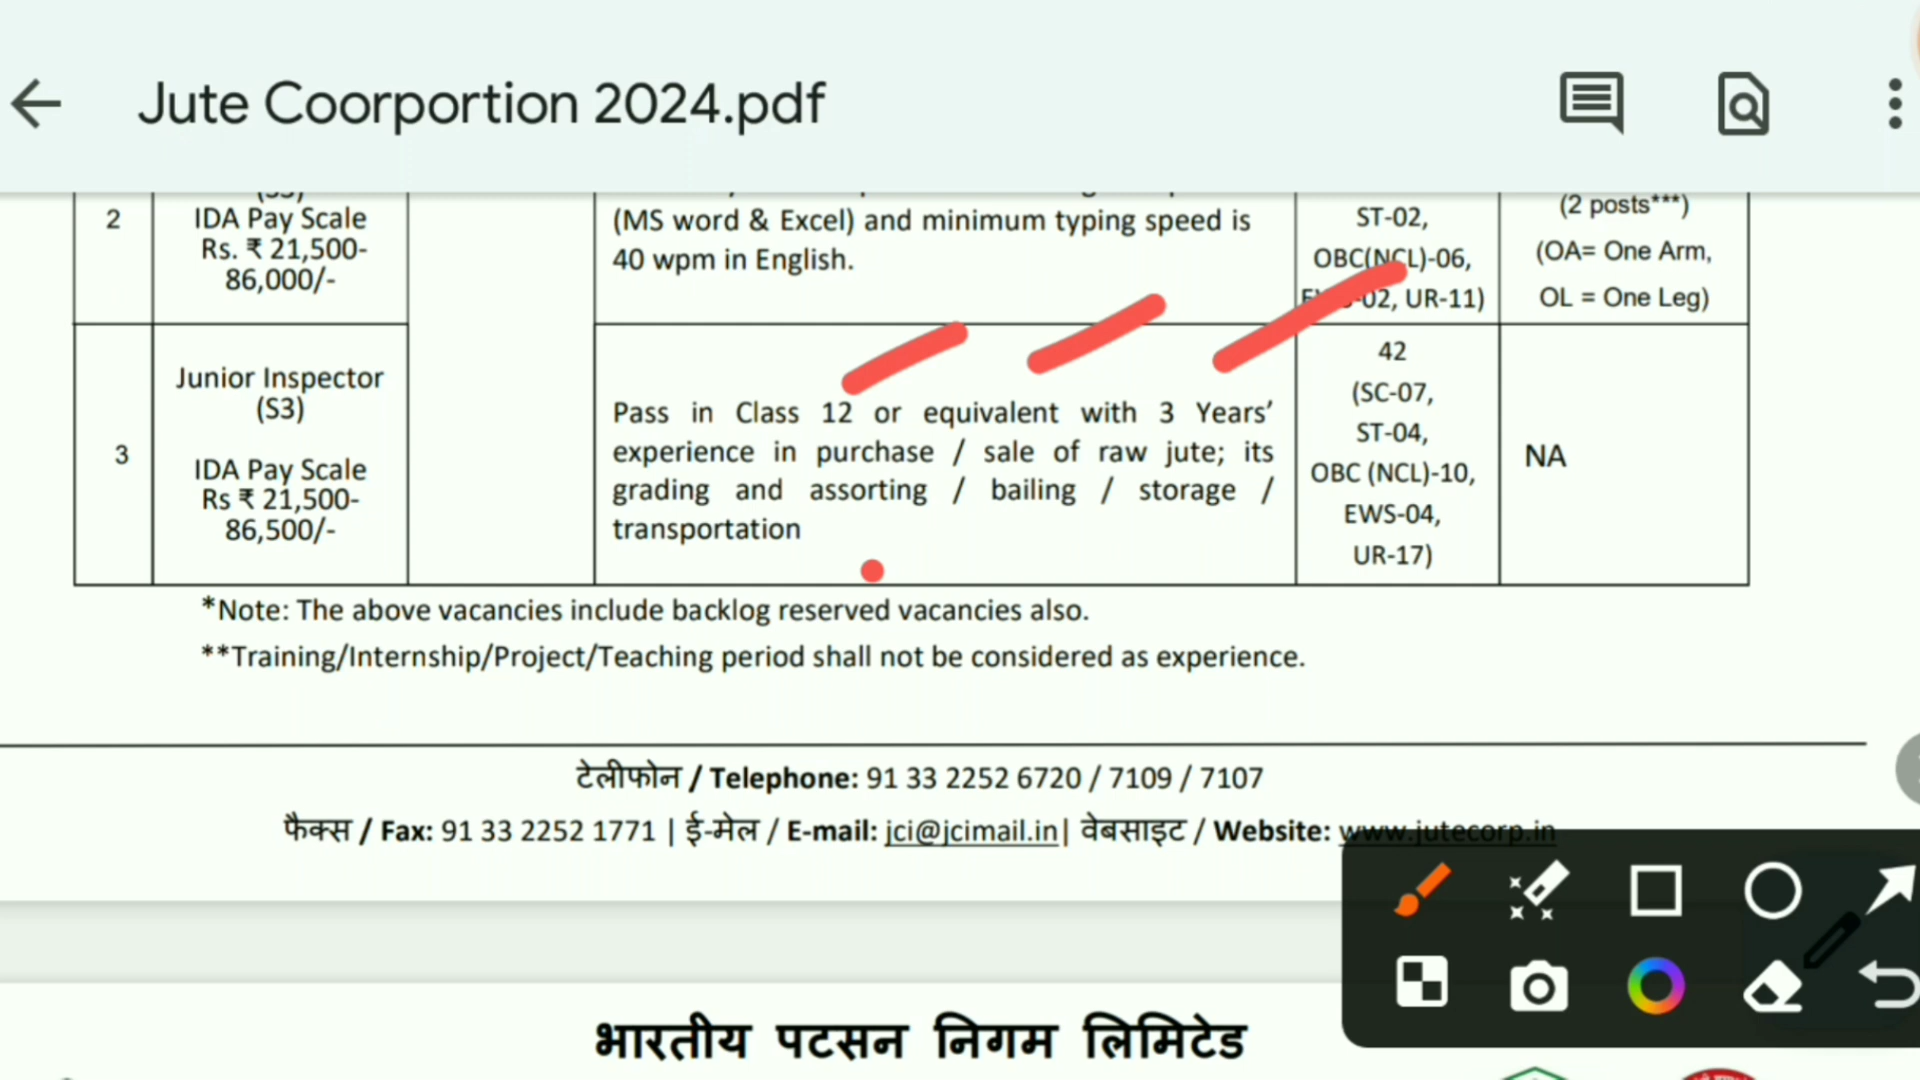 Jute Coorportion 2024.pdf
2
IDA Pay Scale
Rs. ₹ 21,500-
86,000/-
(MS word & Excel) and minimum typing speed is
40 wpm in English.
ST-02,
OBC(NCL)-06,
EWS-02, UR-11)
(2 posts***)
(OA= One Arm,
OL = One Leg)
3
Junior Inspector
(S3)
IDA Pay Scale
Rs ₹ 21,500-
86,500/-
Pass in Class 12 or equivalent with 3 Years’
experience in purchase / sale of raw jute; its
grading and assorting / bailing / storage /
transportation
42
(SC-07,
ST-04,
OBC (NCL)-10,
EWS-04,
UR-17)
NA
*Note: The above vacancies include backlog reserved vacancies also.
**Training/Internship/Project/Teaching period shall not be considered as experience.
टेलीफोन / Telephone: 91 33 2252 6720 / 7109 / 7107
फैक्स / Fax: 91 33 2252 1771 | ई-मेल / E-mail: jci@jcimail.in| वेबसाइट / Website: www.jutecorp.in
भारतीय पटसन निगम लिमिटेड